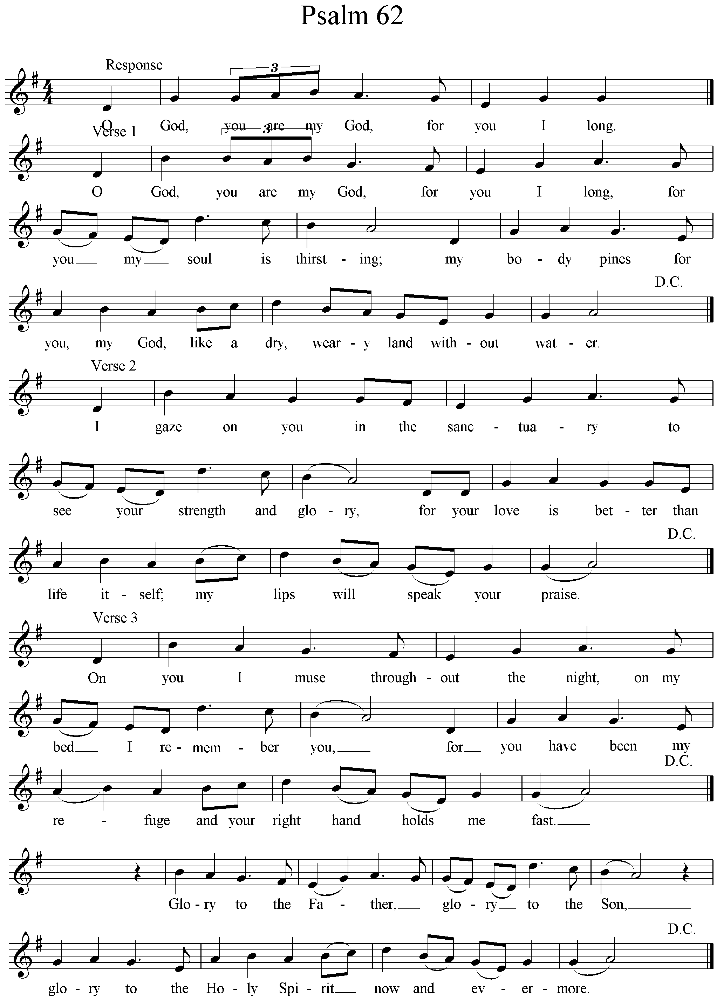 Psalm 62
Response
3
O God, you are my God, for you I long.
Verse 1
3
O God, you are my God, for you I long, for
you my soul is thirst - ing; my bo - dy pines for
D.C.
you, my God, like a dry, wear - y land with - out wat - er.
Verse 2
I gaze on you in the sanc - tua - ry to
see your strength and glo - ry, for your love is bet - ter than
D.C.
life it - self; my lips will speak your praise.
Verse 3
On you I muse through - out the night, on my
bed I re - mem - ber you, for you have been my
D.C.
re - fuge and your right hand holds me fast.
Glo - ry to the Fa - ther, glo - ry to the Son,
D.C.
glo - ry to the Ho - ly Spi - rit now and ev - er - more.